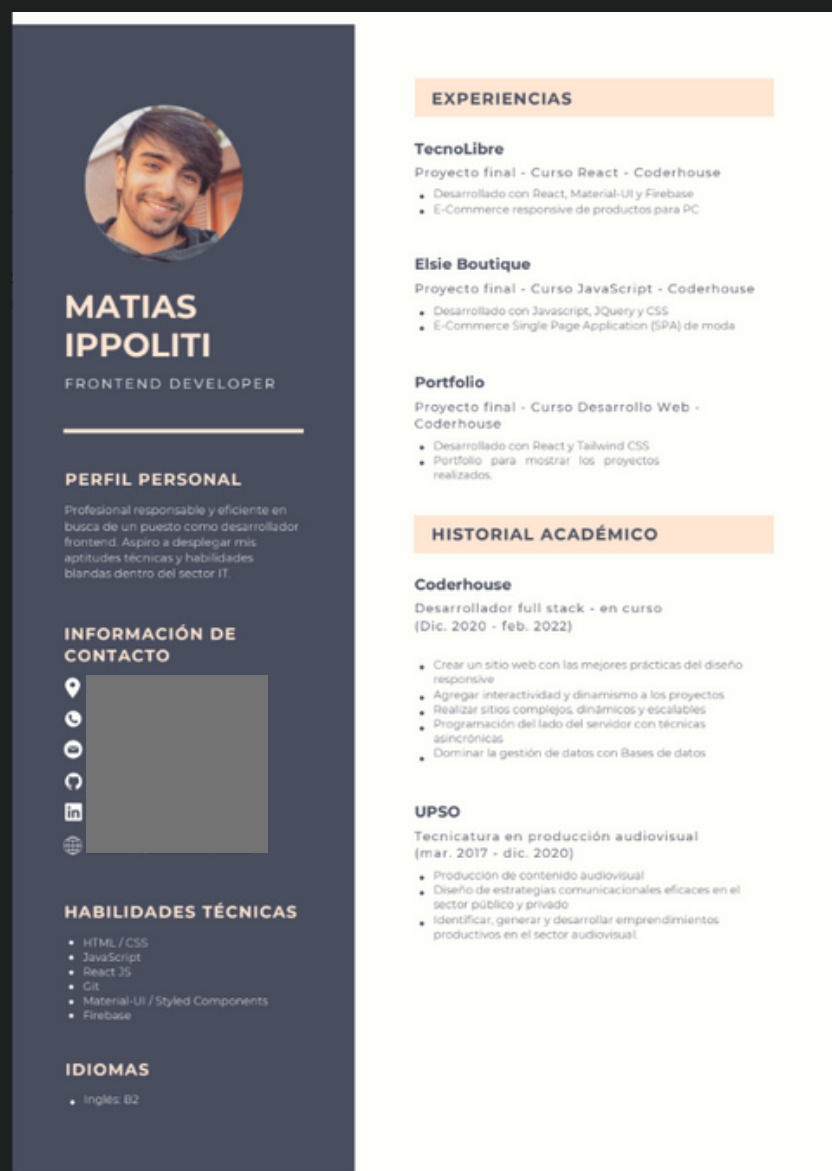 MATIAS
IPPOLITI
FRONTEND DEVELOPER
PERFIL PERSONAL
Profesional responsable y eficiente en
busca de un puesto como desarrollador
frontend. Aspiro a desplegar mis
aptitudes técnicas y habilidades
blandas dentro del sector IT.
INFORMACIÓN DE
CONTACTO
in
HABILIDADES TÉCNICAS
HTML / CSS
JavaScript
React JS
Git
Material-UI / Styled Components
Firebase
IDIOMAS
Inglés: B2
EXPERIENCIAS
TecnoLibre
Proyecto final - Curso React - Coderhouse
Desarrollado con React, Material-UI y Firebase
E-Commerce responsive de productos para PC
Elsie Boutique
Proyecto final - Curso JavaScript - Coderhouse
Desarrollado con Javascript, JQuery y CSS
E-Commerce Single Page Application (SPA) de moda
Portfolio
Proyecto final - Curso Desarrollo Web -
Coderhouse
Desarrollado con React y Tailwind CSS
Portfolio para mostrar los proyectos
realizados.
HISTORIAL ACADÉMICO
Coderhouse
Desarrollador full stack - en curso
(Dic. 2020 - feb. 2022)
Crear un sitio web con las mejores prácticas del diseño
responsive
Agregar interactividad y dinamismo a los proyectos
Realizar sitios complejos, dinámicos y escalables
Programación del lado del servidor con técnicas
asincrónicas
Dominar la gestión de datos con Bases de datos
UPSO
Tecnicatura en producción audiovisual
(mar. 2017 - dic. 2020)
Producción de contenido audiovisual
Diseño de estrategias comunicacionales eficaces en el
sector público y privado
Identificar, generar y desarrollar emprendimientos
productivos en el sector audiovisual.